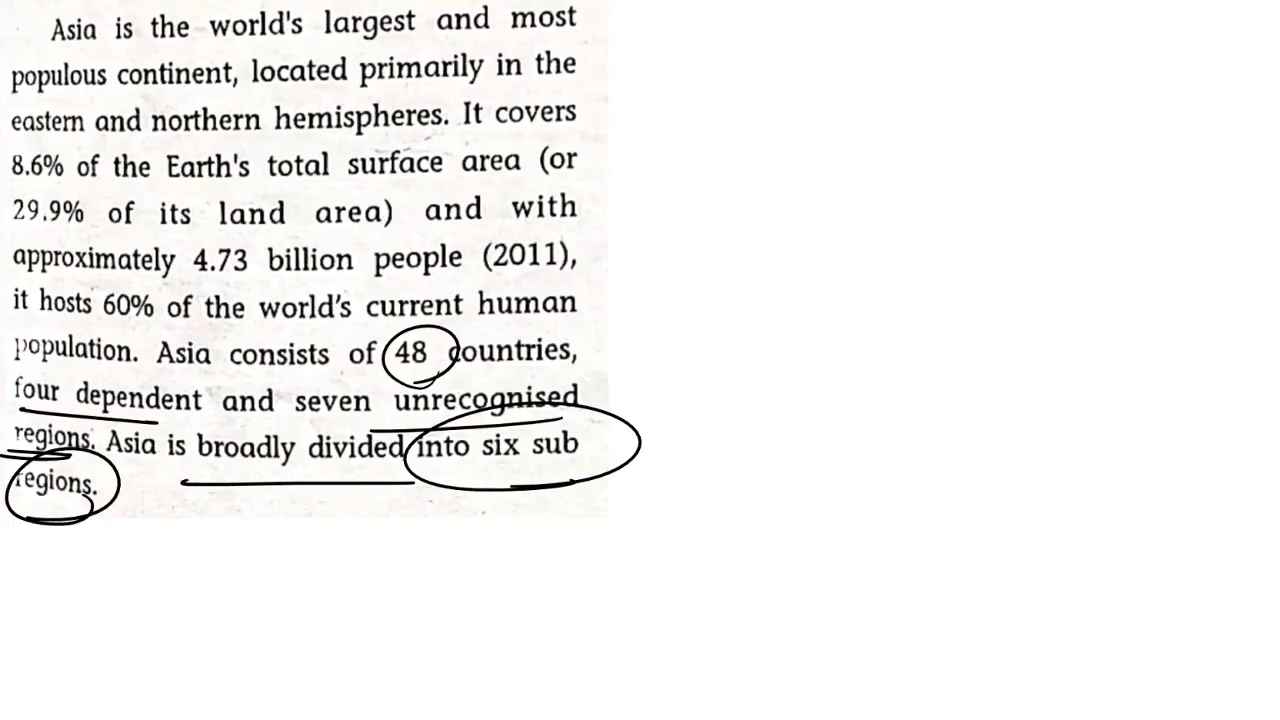 Asia is the world's largest and most
populous continent, located primarily in the
eastern and northern hemispheres. It covers
8.6% of the Earth's total surface area (or
29.9% of its land area) and with
approximately 4.73 billion people (2011),
it hosts 60% of the world's current human
population. Asia consists of 48 countries,
four dependent and seven unrecognised
regions. Asia is broadly divided into six sub
regions.